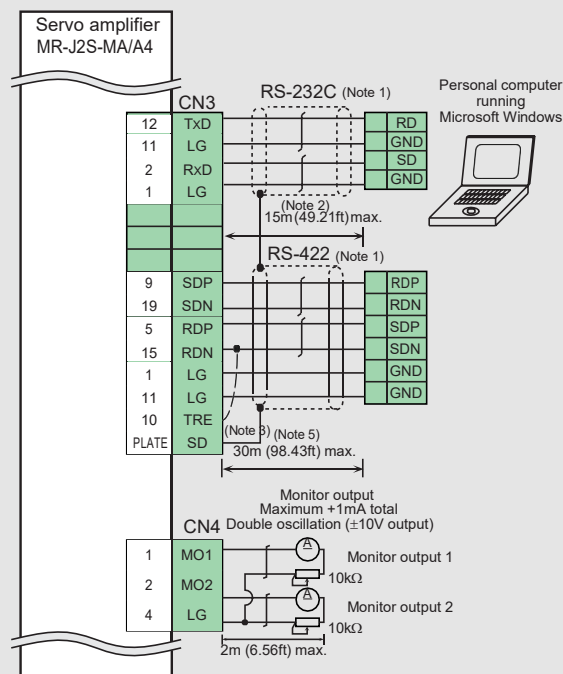 Servo amplifier
MR-J2S-MA/A4
CN3
RS-232C (Note 1)
Personal computer
running
Microsoft Windows
12 TxD RD
11 LG GND
2 RxD SD
1 LG GND
(Note 2)
15m(49.21ft)max.
RS-422 (Note 1)
9 SDP RDP
19 SDN RDN
5 RDP SDP
15 RDN SDN
1 LG GND
11 LG GND
10 TRE
PLATE SD
(Note 3) (Note 5)
30m (98.43ft) max.
Monitor output
Maximum +1mA total
Double oscillation (±10V output)
CN4
1 MO1 A Monitor output 1
10kΩ
2 MO2 A Monitor output 2
4 LG 10kΩ
2m (6.56ft) max.